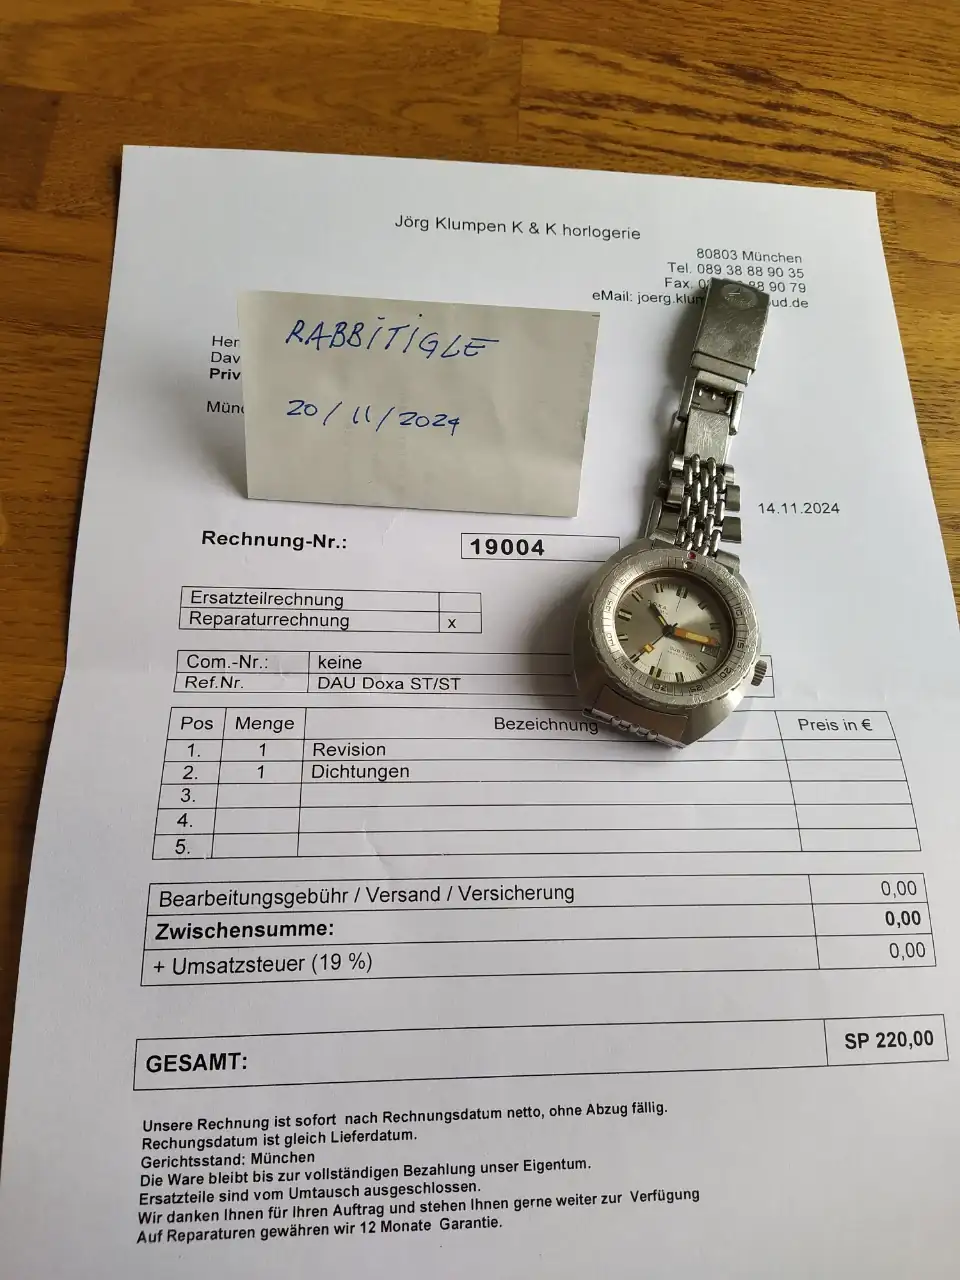 Jörg Klumpen K & K horlogerie
80803 München
Tel. 089 38 88 90 35
Fax. 88 90 79
eMail: joerg.klum ud.de
RABBITIGLE
20/11/2024
Her
Dav
Priv
Mün
14.11.2024
Rechnung-Nr.: 19004
Ersatzteilrechnung
Reparaturrechnung x
Com.-Nr.: keine
Ref.Nr. DAU Doxa ST/ST
DOXA
Pos Menge Bezeichnung Preis in €
1. 1 Revision
2. 1 Dichtungen
3.
4.
5.
Bearbeitungsgebühr / Versand / Versicherung 0,00
Zwischensumme: 0,00
+ Umsatzsteuer (19 %) 0,00
GESAMT: SP 220,00
Unsere Rechnung ist sofort nach Rechnungsdatum netto, ohne Abzug fällig.
Rechungsdatum ist gleich Lieferdatum.
Gerichtsstand: München
Die Ware bleibt bis zur vollständigen Bezahlung unser Eigentum.
Ersatzteile sind vom Umtausch ausgeschlossen.
Wir danken Ihnen für Ihren Auftrag und stehen Ihnen gerne weiter zur Verfügung
Auf Reparaturen gewähren wir 12 Monate Garantie.